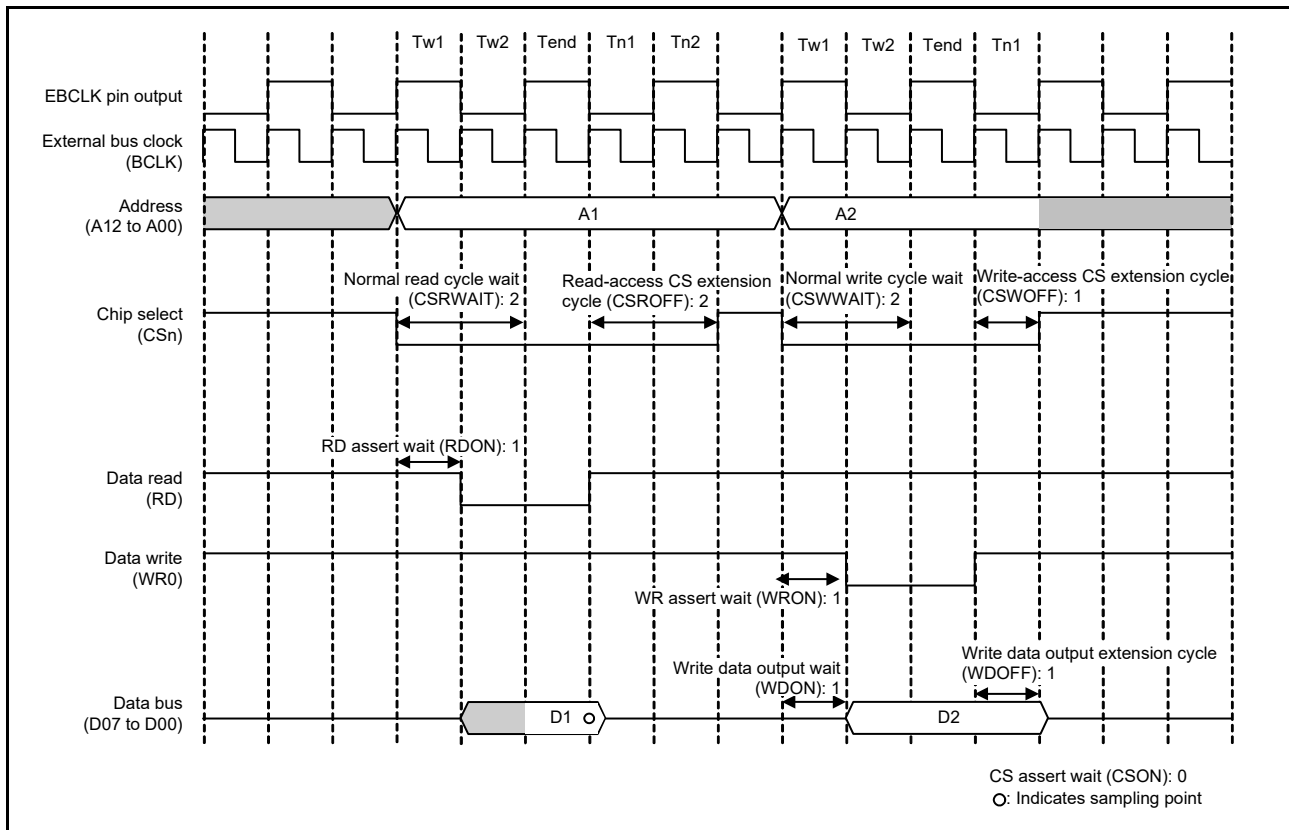 Tw1 Tw2 Tend Tn1 Tn2 Tw1 Tw2 Tend Tn1
EBCLK pin output
External bus clock
(BCLK)
Address
(A12 to A00)
A1
A2
Normal read cycle wait
(CSRWAIT): 2
Read-access CS extension
cycle (CSROFF): 2
Normal write cycle wait
(CSWWAIT): 2
Write-access CS extension cycle
(CSWOFF): 1
Chip select
(CSn)
RD assert wait (RDON): 1
Data read
(RD)
Data write
(WR0)
WR assert wait (WRON): 1
Write data output wait
(WDON): 1
Write data output extension cycle
(WDOFF): 1
Data bus
(D07 to D00)
D1
D2
CS assert wait (CSON): 0
: Indicates sampling point